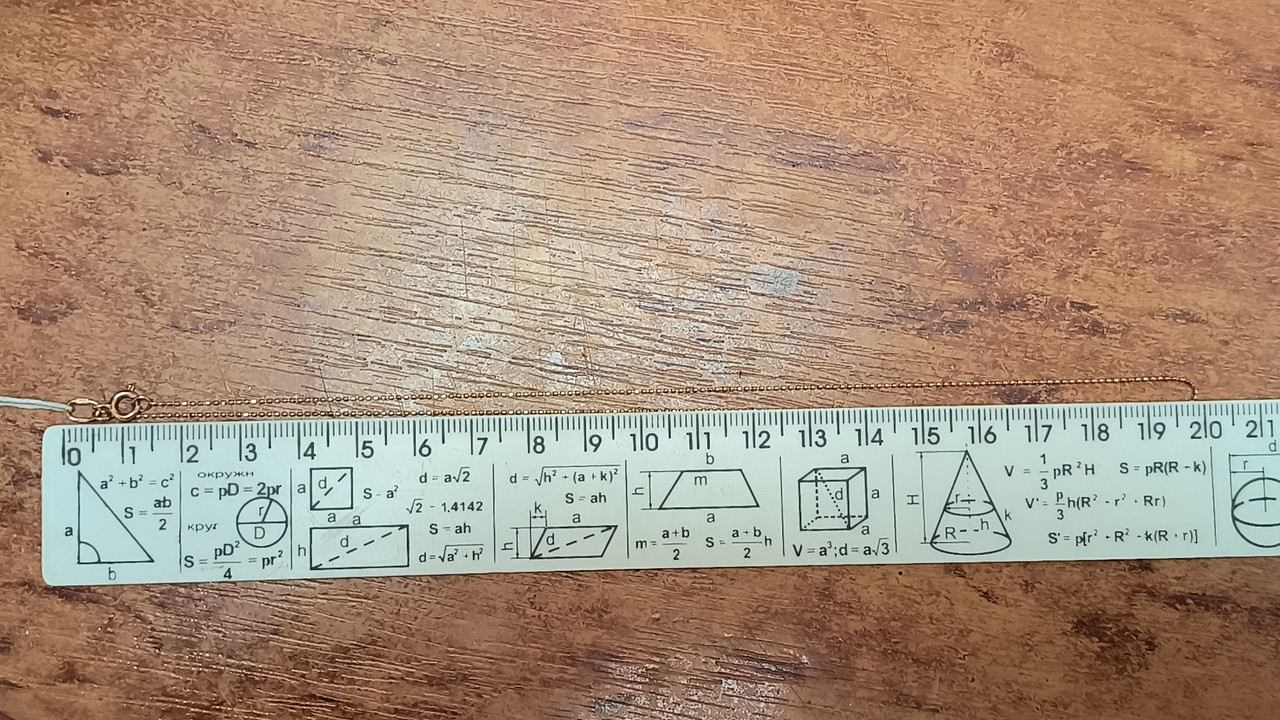 0 1 2 3 4 5 6 7 8 9 10 11 12 13 14 15 16 17 18 19 20 21
a
b
a² + b² = c²
S = ab/2
окружн
c = pD = 2pr
круг
r
D
S = pD²/4 = pr²
a
d
a
S - a²
a
h
d
d = a√2
√2 - 1.4142
S = ah
d = √a² + h²
d = √h² + (a + k)²
S = ah
k
a
h
d
b
h
m
a
m = a+b/2
S = a+b/2 h
a
d
a
a
V = a³; d = a√3
H
r
R
h
k
V = 1/3 pR²H
S = pR(R - k)
V' = p/3 h(R² - r² + Rr)
S' = p[r² + R² - k(R + r)]
d
r